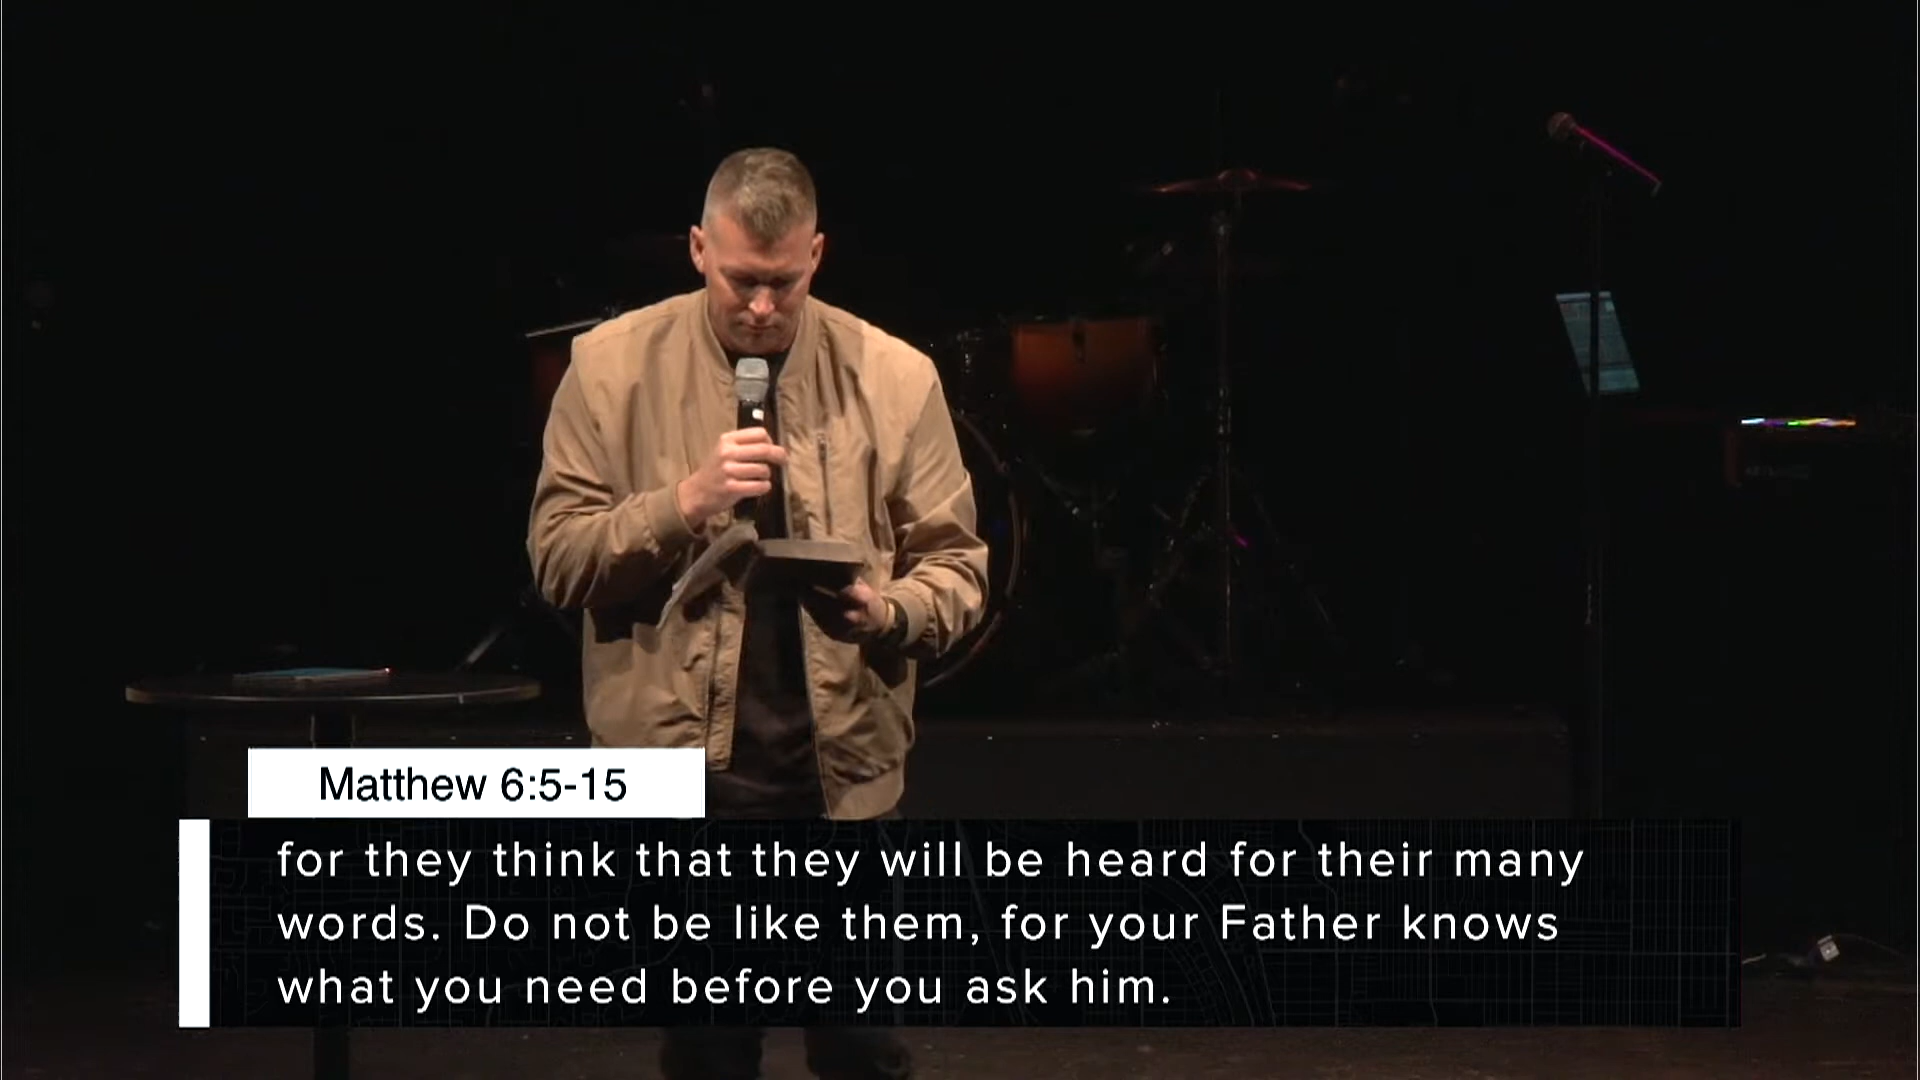 Matthew 6:5-15
for they think that they will be heard for their many
words. Do not be like them, for your Father knows
what you need before you ask him.